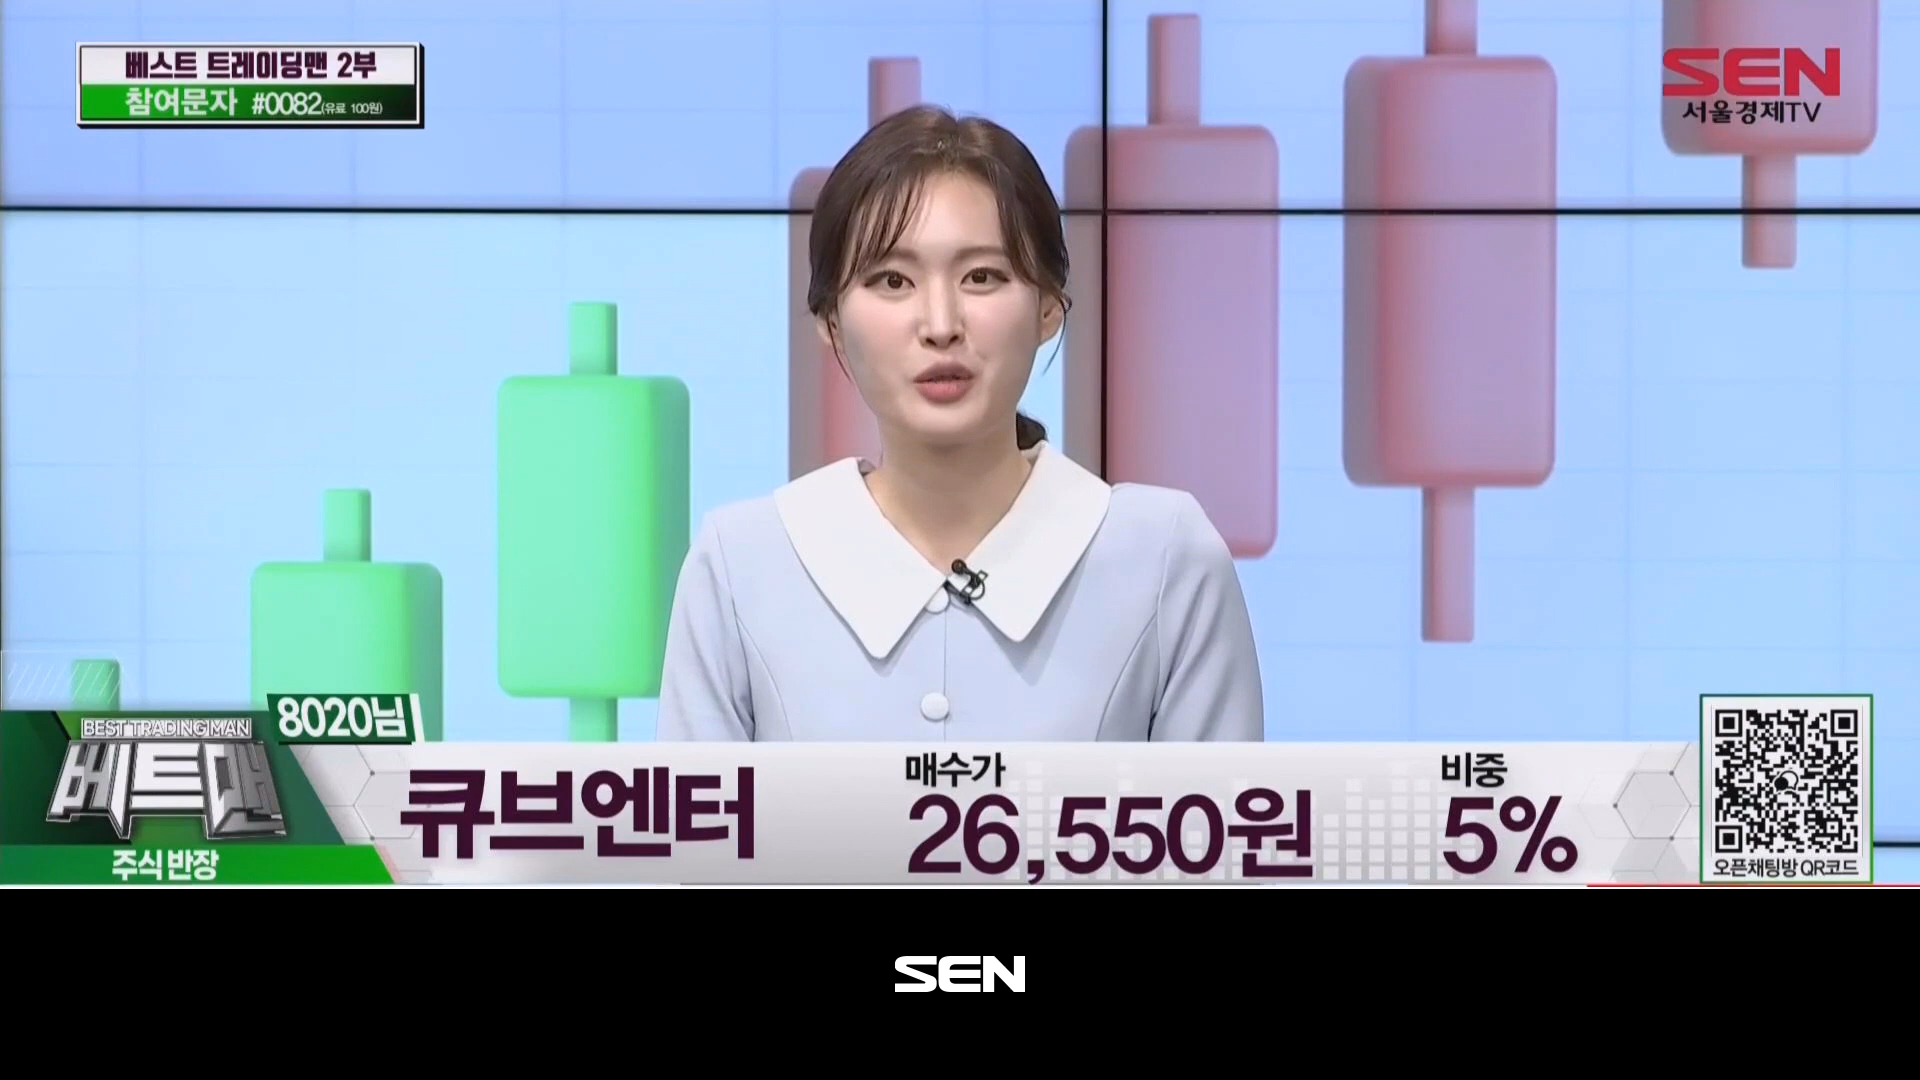 베스트 트레이딩맨 2부
참여문자 #0082(유료 100원)
SEN
서울경제TV
8020님
BEST TRADING MAN
베트맨
주식 반장
큐브엔터
매수가
26,550원
비중
5%
오픈채팅방 QR코드
SEN